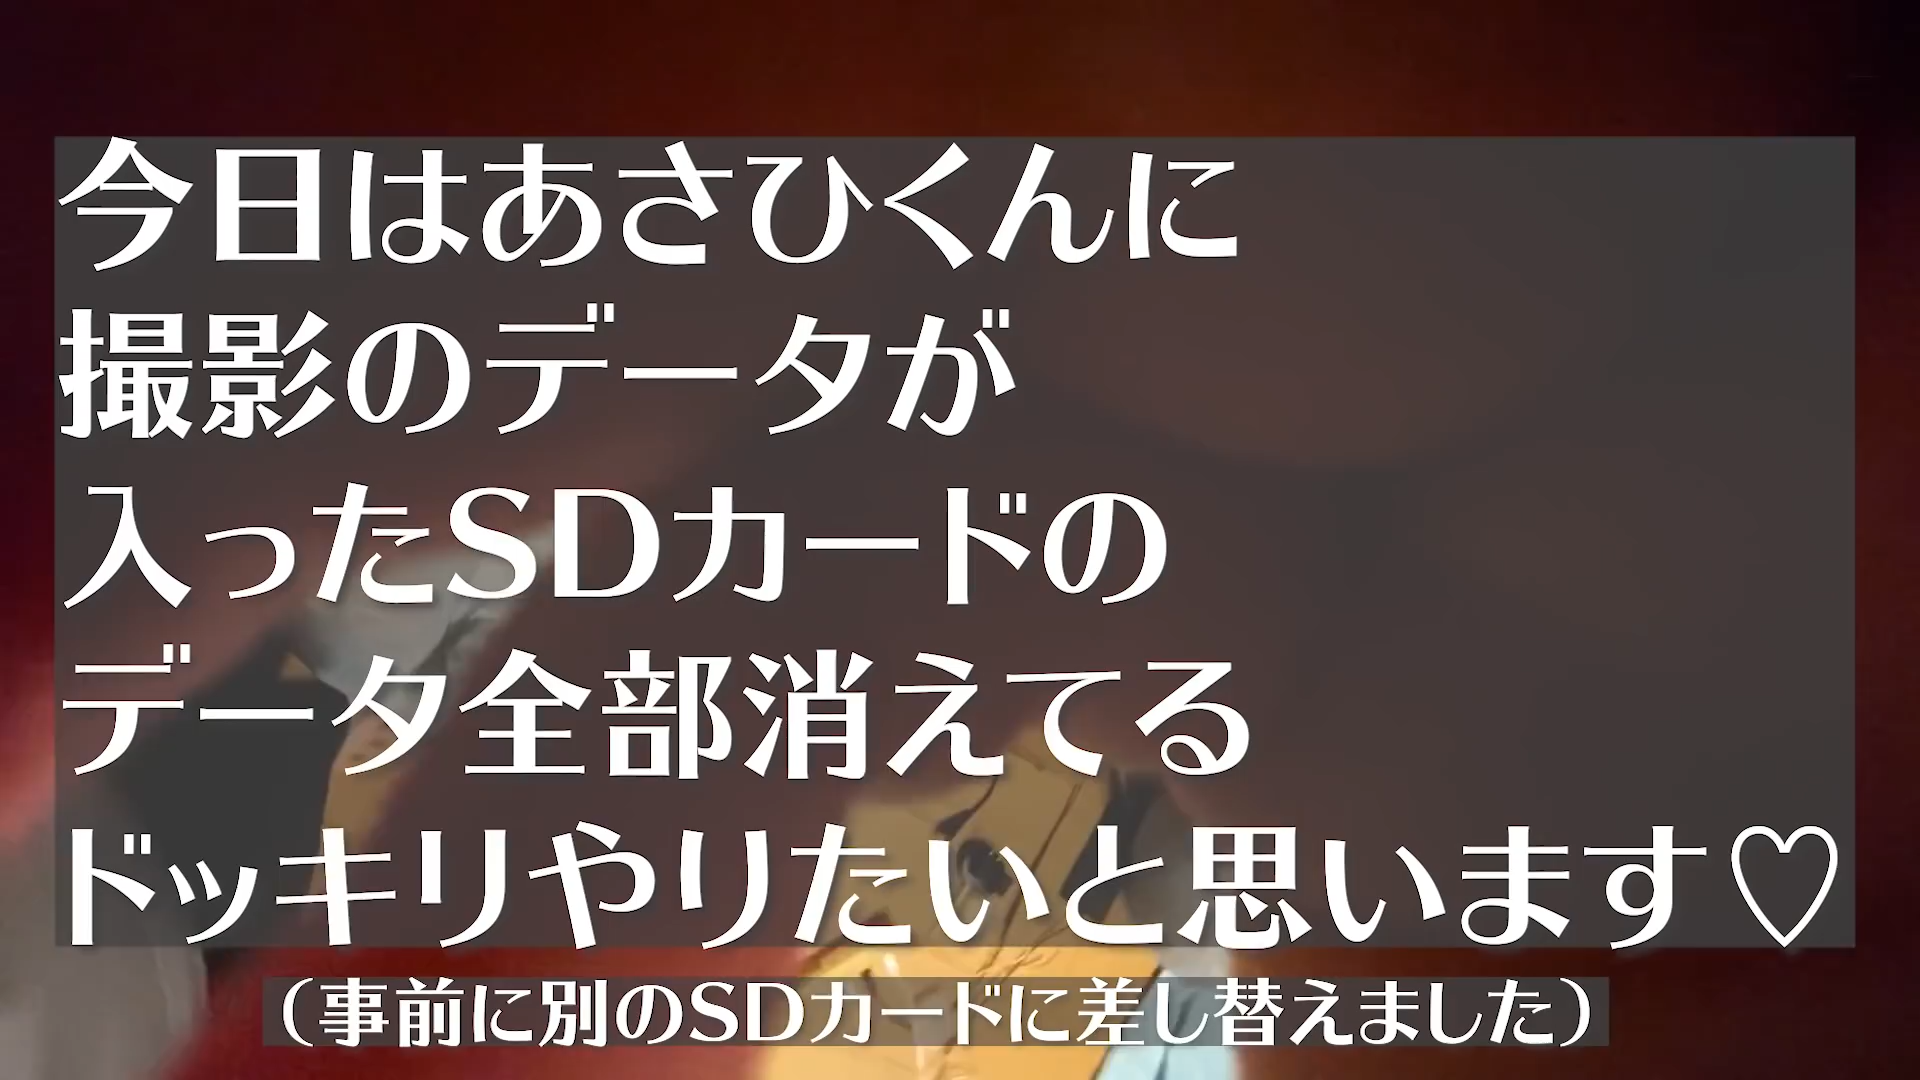 今日はあさひくんに
撮影のデータが
入ったSDカードの
データ全部消えてる
ドッキリやりたいと思います♡
（事前に別のSDカードに差し替えました）